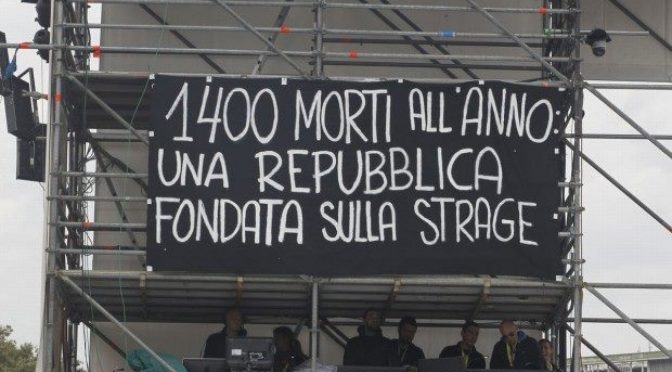 1400 MORTI ALL'ANNO:
UNA REPUBBLICA
FONDATA SULLA STRAGE